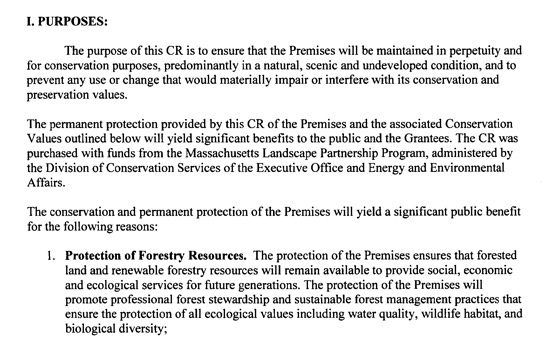 I. PURPOSES:
The purpose of this CR is to ensure that the Premises will be maintained in perpetuity and
for conservation purposes, predominantly in a natural, scenic and undeveloped condition, and to
prevent any use or change that would materially impair or interfere with its conservation and
preservation values.
The permanent protection provided by this CR of the Premises and the associated Conservation
Values outlined below will yield significant benefits to the public and the Grantees. The CR was
purchased with funds from the Massachusetts Landscape Partnership Program, administered by
the Division of Conservation Services of the Executive Office and Energy and Environmental
Affairs.
The conservation and permanent protection of the Premises will yield a significant public benefit
for the following reasons:
1. Protection of Forestry Resources. The protection of the Premises ensures that forested
land and renewable forestry resources will remain available to provide social, economic
and ecological services for future generations. The protection of the Premises will
promote professional forest stewardship and sustainable forest management practices that
ensure the protection of all ecological values including water quality, wildlife habitat, and
biological diversity;